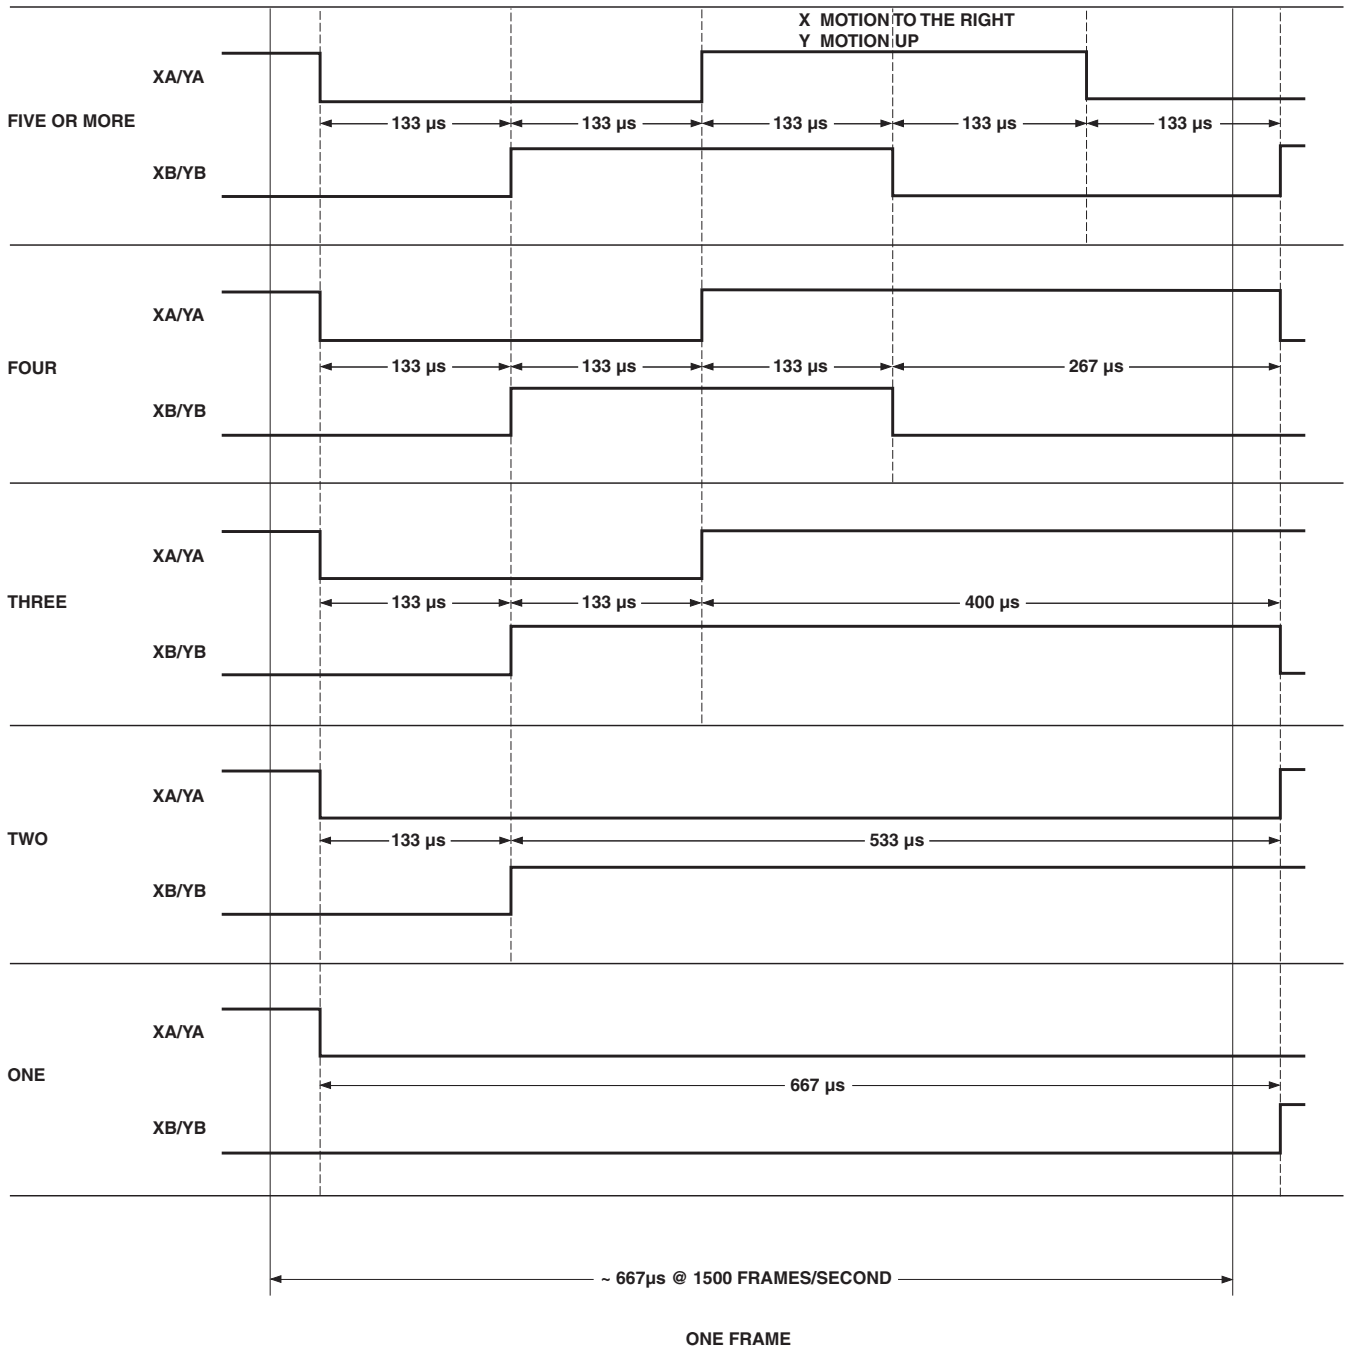 X MOTION TO THE RIGHT
Y MOTION UP
XA/YA
FIVE OR MORE
133 µs 133 µs 133 µs 133 µs 133 µs
XB/YB
XA/YA
FOUR
133 µs 133 µs 133 µs 267 µs
XB/YB
XA/YA
THREE
133 µs 133 µs 400 µs
XB/YB
XA/YA
TWO
133 µs 533 µs
XB/YB
XA/YA
ONE
667 µs
XB/YB
~ 667µs @ 1500 FRAMES/SECOND
ONE FRAME